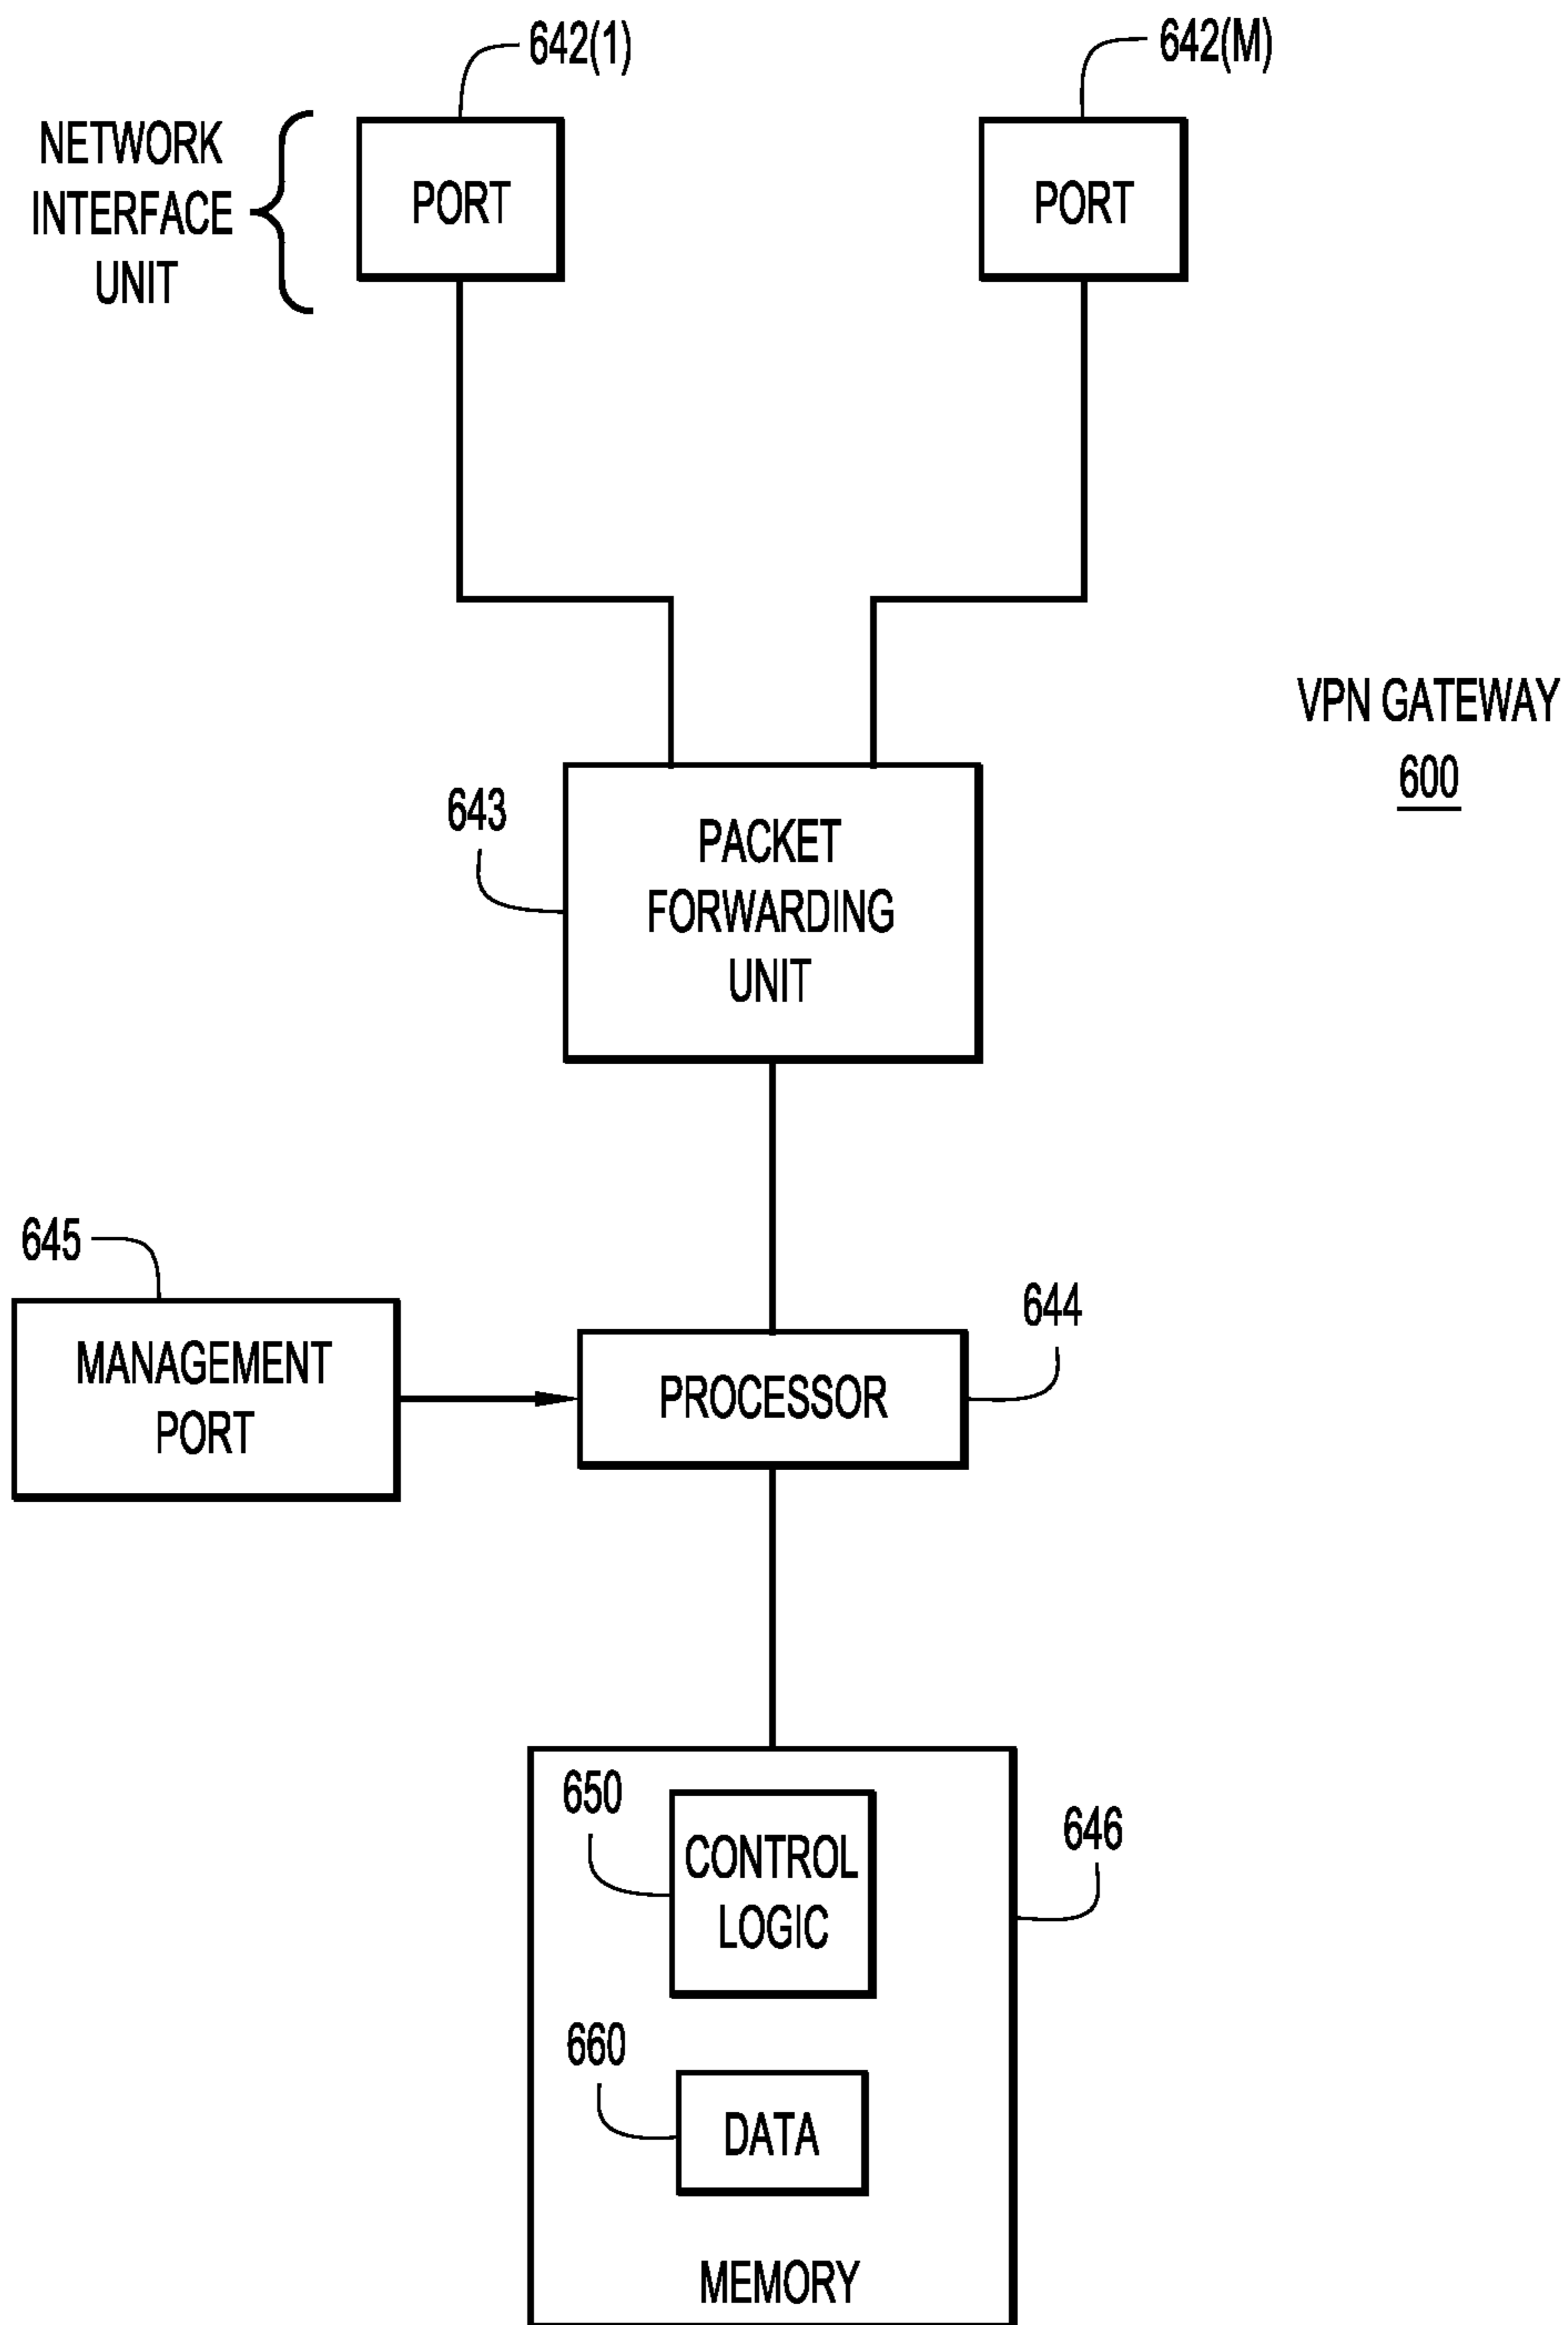 642(1)
642(M)
NETWORK
INTERFACE
UNIT
PORT
PORT
VPN GATEWAY
600
643
PACKET
FORWARDING
UNIT
645
MANAGEMENT
PORT
644
PROCESSOR
650
CONTROL
LOGIC
646
660
DATA
MEMORY